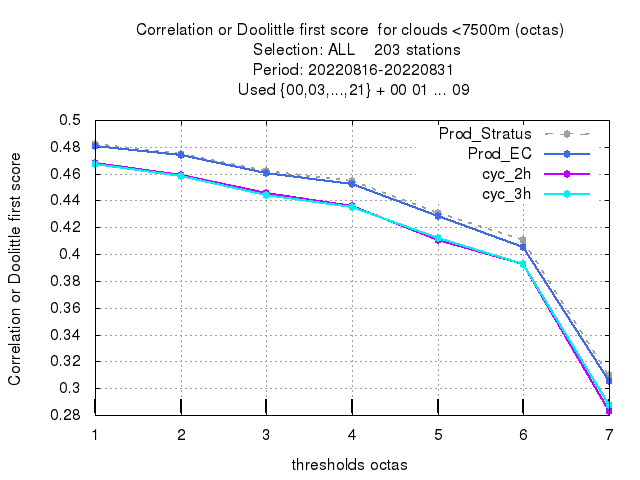 Correlation or Doolittle first score  for clouds <7500m (octas)
Selection: ALL    203 stations
Period: 20220816-20220831
Used {00,03,...,21} + 00 01 ... 09
Correlation or Doolittle first score
0.5
0.48
0.46
0.44
0.42
0.4
0.38
0.36
0.34
0.32
0.3
0.28
Prod_Stratus
Prod_EC
cyc_2h
cyc_3h
1 2 3 4 5 6 7
thresholds octas